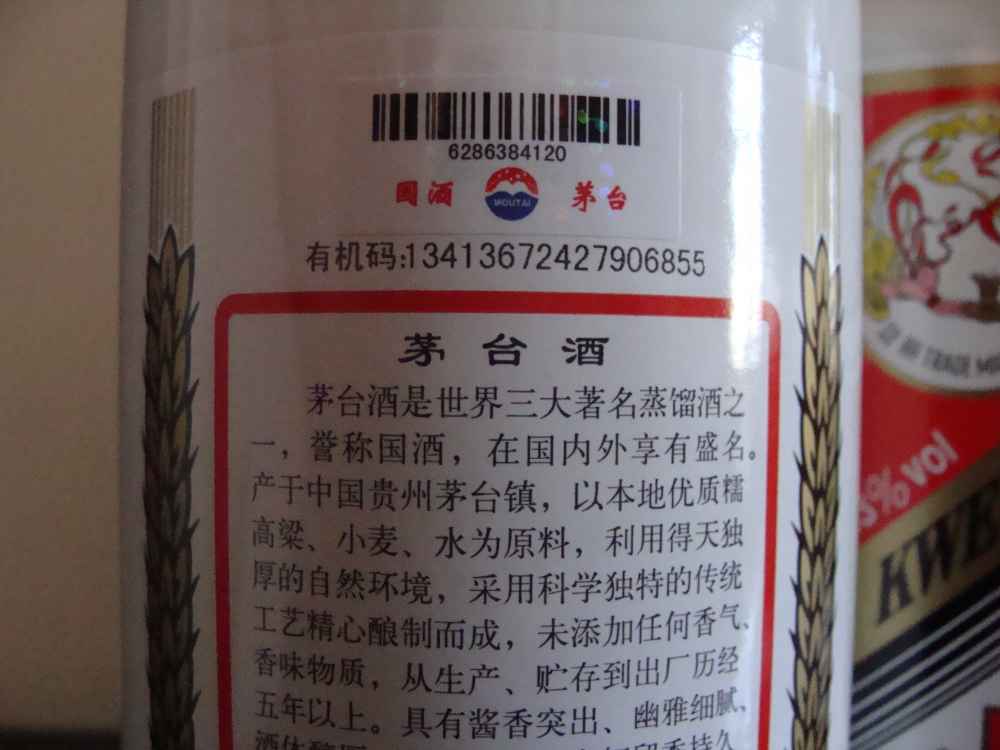 6286384120
国酒 MOUTAI 茅台
有机码:13413672427906855
茅台酒
茅台酒是世界三大著名蒸馏酒之
一，誉称国酒，在国内外享有盛名。
产于中国贵州茅台镇，以本地优质糯
高粱、小麦、水为原料，利用得天独
厚的自然环境，采用科学独特的传统
工艺精心酿制而成，未添加任何香气、
香味物质，从生产、贮存到出厂历经
五年以上。具有酱香突出、幽雅细腻、
TRADE
% vol
KWE